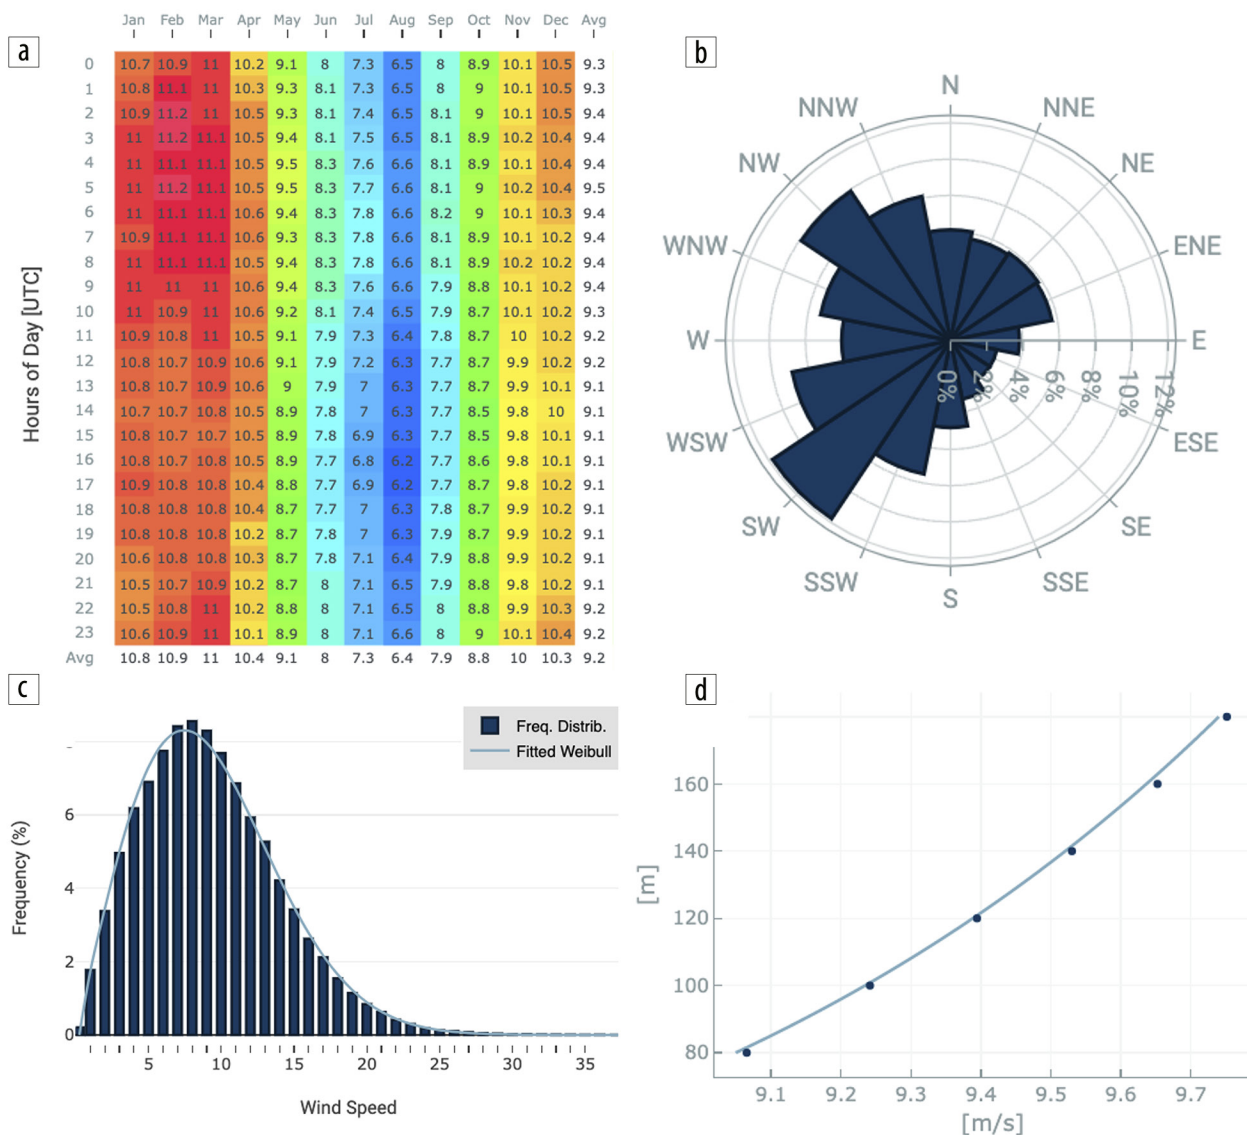 a
Jan Feb Mar Apr May Jun Jul Aug Sep Oct Nov Dec Avg
0 10.7 10.9 11 10.2 9.1 8 7.3 6.5 8 8.9 10.1 10.5 9.3
1 10.8 11.1 11 10.3 9.3 8.1 7.3 6.5 8 9 10.1 10.5 9.3
2 10.9 11.2 11 10.5 9.3 8.1 7.4 6.5 8.1 9 10.1 10.5 9.4
3 11 11.2 11.1 10.5 9.4 8.1 7.5 6.5 8.1 8.9 10.2 10.4 9.4
4 11 11.1 11.1 10.5 9.5 8.3 7.6 6.6 8.1 8.9 10.1 10.4 9.4
5 11 11.2 11.1 10.5 9.5 8.3 7.7 6.6 8.1 9 10.2 10.4 9.5
6 11 11.1 11.1 10.6 9.4 8.3 7.8 6.6 8.2 9 10.1 10.3 9.4
7 10.9 11.1 11.1 10.6 9.3 8.3 7.8 6.6 8.1 8.9 10.1 10.2 9.4
8 11 11.1 11.1 10.5 9.4 8.3 7.8 6.6 8.1 8.9 10.2 10.2 9.4
9 11 11 11 10.6 9.4 8.3 7.6 6.6 7.9 8.8 10.1 10.2 9.4
10 11 10.9 11 10.6 9.2 8.1 7.4 6.5 7.9 8.7 10.1 10.2 9.3
11 10.9 10.8 11 10.5 9.1 7.9 7.3 6.4 7.8 8.7 10 10.2 9.2
12 10.8 10.7 10.9 10.6 9.1 7.9 7.2 6.3 7.7 8.7 9.9 10.2 9.2
13 10.8 10.7 10.9 10.6 9 7.9 7 6.3 7.7 8.7 9.9 10.1 9.1
14 10.7 10.7 10.8 10.5 8.9 7.8 7 6.3 7.7 8.5 9.8 10 9.1
15 10.8 10.7 10.7 10.5 8.9 7.8 6.9 6.3 7.7 8.5 9.8 10.1 9.1
16 10.8 10.7 10.8 10.5 8.9 7.7 6.8 6.2 7.7 8.6 9.8 10.1 9.1
17 10.9 10.8 10.8 10.4 8.8 7.7 6.9 6.2 7.7 8.7 9.8 10.2 9.1
18 10.8 10.8 10.8 10.4 8.7 7.7 7 6.3 7.8 8.7 9.9 10.2 9.1
19 10.8 10.8 10.8 10.2 8.7 7.8 7 6.3 7.9 8.7 9.9 10.2 9.1
20 10.6 10.8 10.8 10.3 8.7 7.8 7.1 6.4 7.9 8.8 9.9 10.2 9.1
21 10.5 10.7 10.9 10.2 8.7 8 7.1 6.5 7.9 8.8 9.8 10.2 9.1
22 10.5 10.8 11 10.2 8.8 8 7.1 6.5 8 8.8 9.9 10.3 9.2
23 10.6 10.9 11 10.1 8.9 8 7.1 6.6 8 9 10.1 10.4 9.2
Avg 10.8 10.9 11 10.4 9.1 8 7.3 6.4 7.9 8.8 10 10.3 9.2
Hours of Day [UTC]
b
N
NNW NNE
NW NE
WNW ENE
W E
0% 2% 4% 6% 8% 10% 12%
WSW ESE
SW SE
SSW SSE
S
c
Freq. Distrib.
Fitted Weibull
Frequency (%)
6
4
2
0
5 10 15 20 25 30 35
Wind Speed
d
[m]
160
140
120
100
80
9.1 9.2 9.3 9.4 9.5 9.6 9.7
[m/s]